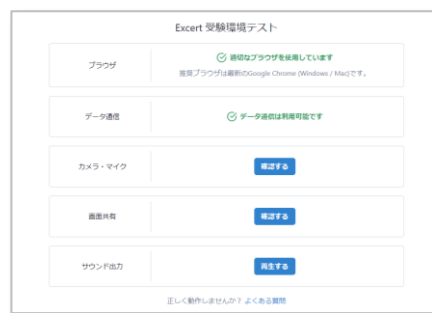 Excert 受験環境テスト
ブラウザ
適切なブラウザを使用しています
推奨ブラウザは最新のGoogle Chrome (Windows / Mac)です。
データ通信
データ通信は利用可能です
カメラ・マイク
確認する
画面共有
確認する
サウンド出力
再生する
正しく動作しませんか？ よくある質問